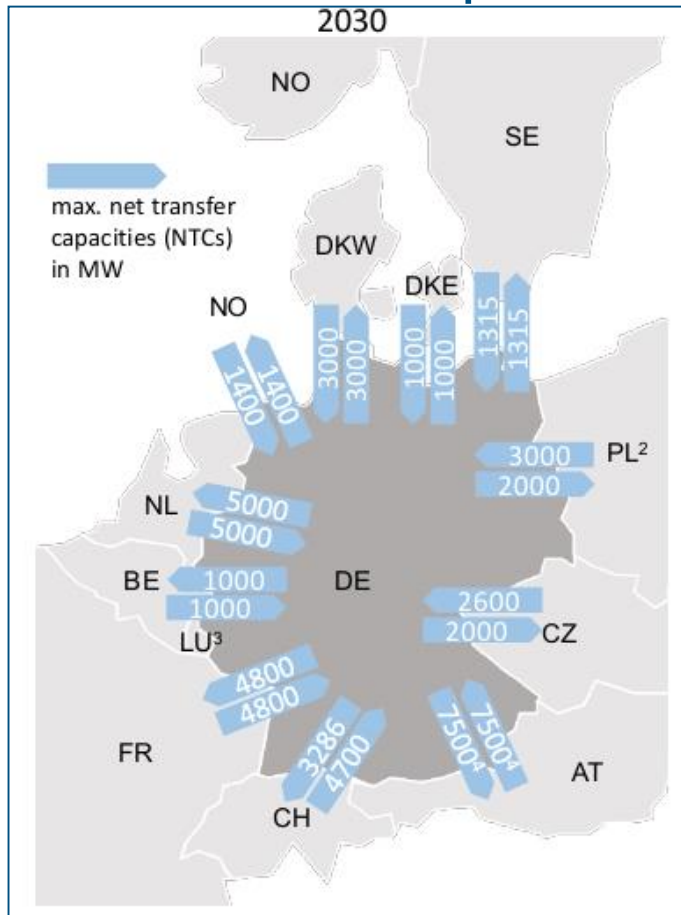 2030
NO
SE
max. net transfer
capacities (NTCs)
in MW
DKW
DKE
NO
1400
1400
3000
3000
1000
1000
1315
1315
PL²
3000
2000
NL
5000
5000
BE
1000
1000
DE
2600
2000
CZ
LU³
4800
4800
FR
3286
4700
7500⁴
7500⁴
AT
CH